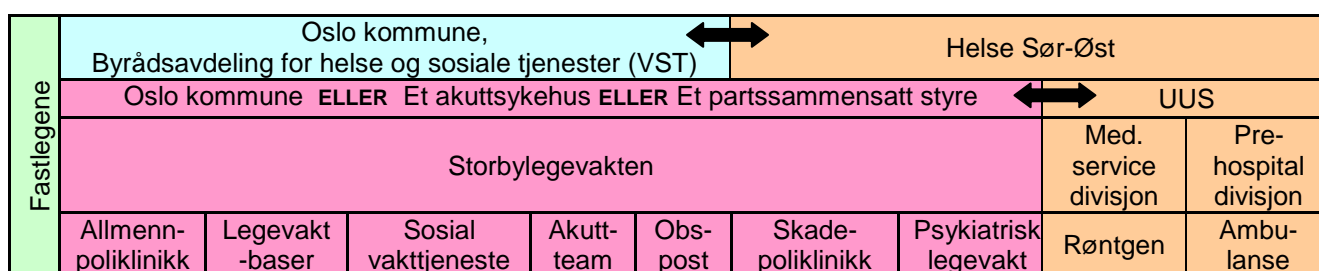 Fastlegene
Oslo kommune,
Byrådsavdeling for helse og sosiale tjenester (VST)
Helse Sør-Øst
Oslo kommune ELLER Et akuttsykehus ELLER Et partssammensatt styre
UUS
Storbylegevakten
Med.
service
divisjon
Pre-
hospital
divisjon
Allmenn-
poliklinikk
Legevakt
-baser
Sosial
vakttjeneste
Akutt-
team
Obs-
post
Skade-
poliklinikk
Psykiatrisk
legevakt
Røntgen
Ambu-
lanse